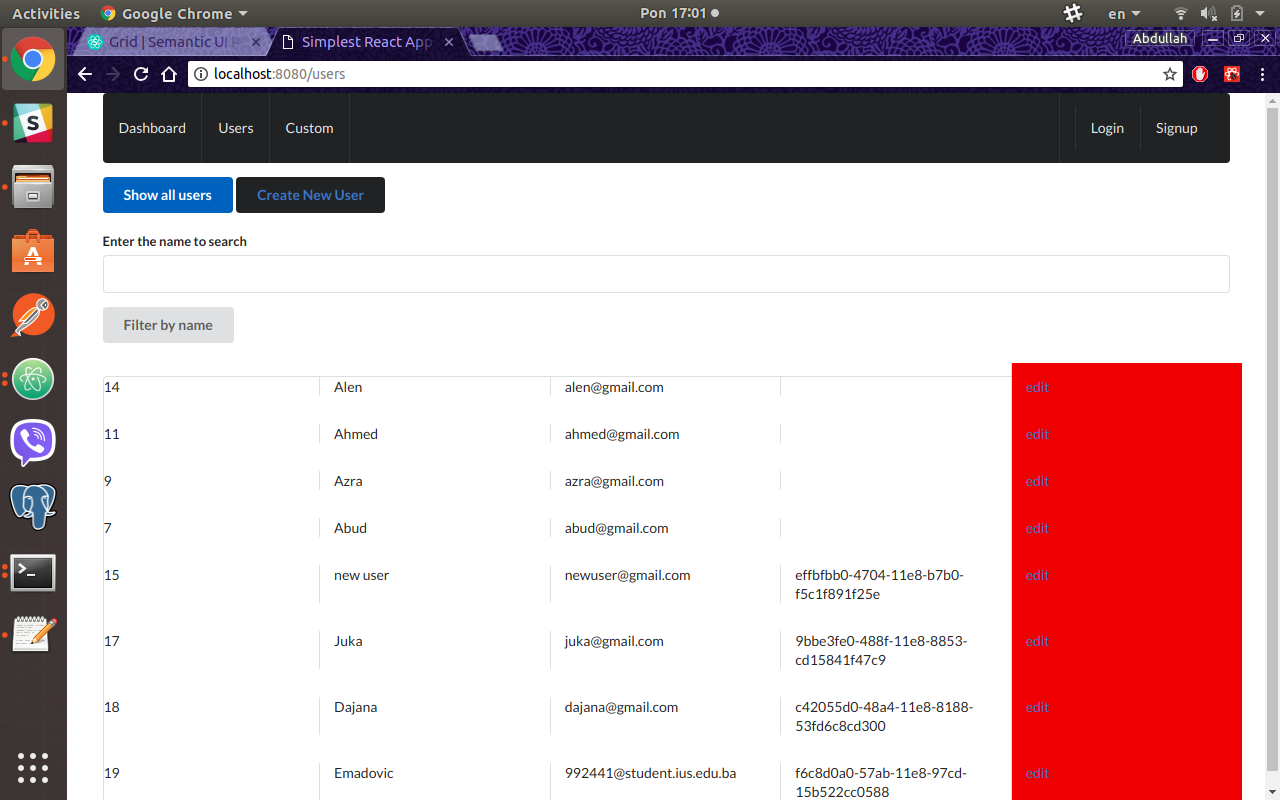 Activities Google Chrome Pon 17:01 en
Grid | Semantic UI R Simplest React App Abdullah
localhost:8080/users
Dashboard Users Custom Login Signup
Show all users Create New User
Enter the name to search
Filter by name
14 Alen alen@gmail.com edit
11 Ahmed ahmed@gmail.com edit
9 Azra azra@gmail.com edit
7 Abud abud@gmail.com edit
15 new user newuser@gmail.com effbfbb0-4704-11e8-b7b0- edit
f5c1f891f25e
17 Juka juka@gmail.com 9bbe3fe0-488f-11e8-8853- edit
cd15841f47c9
18 Dajana dajana@gmail.com c42055d0-48a4-11e8-8188- edit
53fd6c8cd300
19 Emadovic 992441@student.ius.edu.ba f6c8d0a0-57ab-11e8-97cd- edit
15b522cc0588